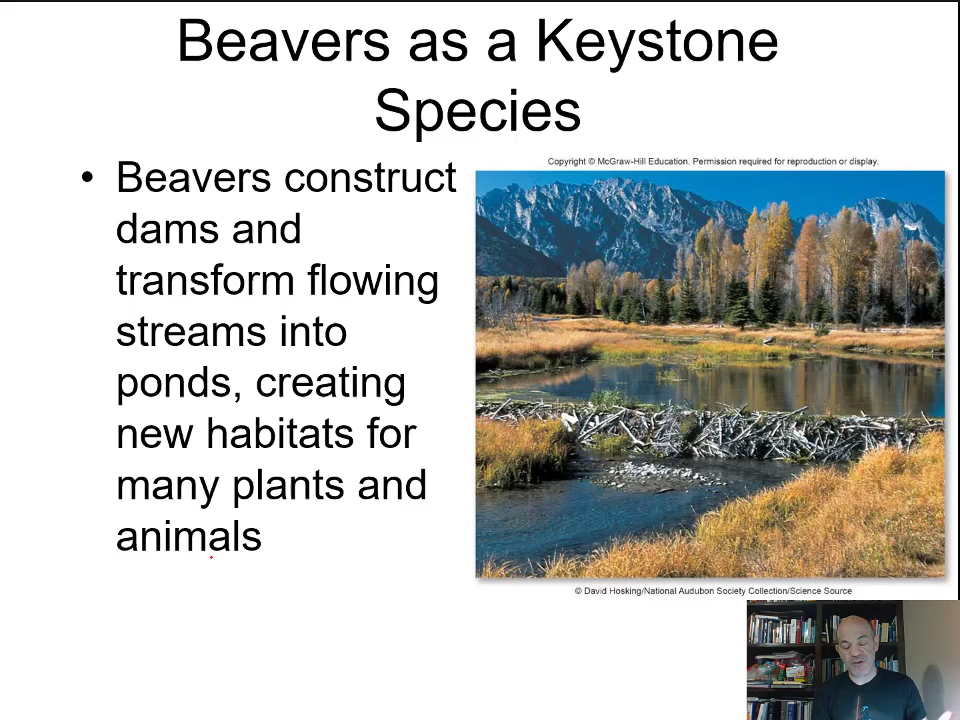 Beavers as a Keystone
Species
• Beavers construct
dams and
transform flowing
streams into
ponds, creating
new habitats for
many plants and
animals
Copyright © McGraw-Hill Education. Permission required for reproduction or display.
© David Hosking/National Audubon Society Collection/Science Source